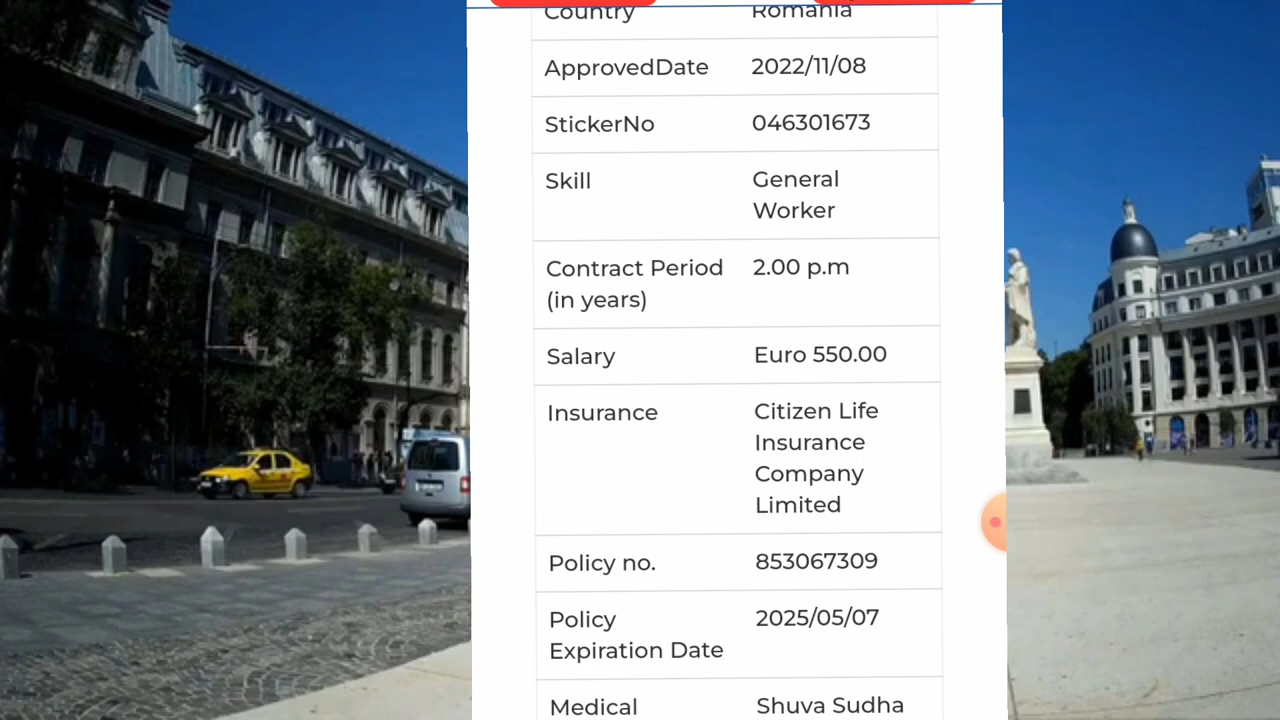 Country Romania
ApprovedDate 2022/11/08
StickerNo 046301673
Skill General
Worker
Contract Period 2.00 p.m
(in years)
Salary Euro 550.00
Insurance Citizen Life
Insurance
Company
Limited
Policy no. 853067309
Policy 2025/05/07
Expiration Date
Medical Shuva Sudha